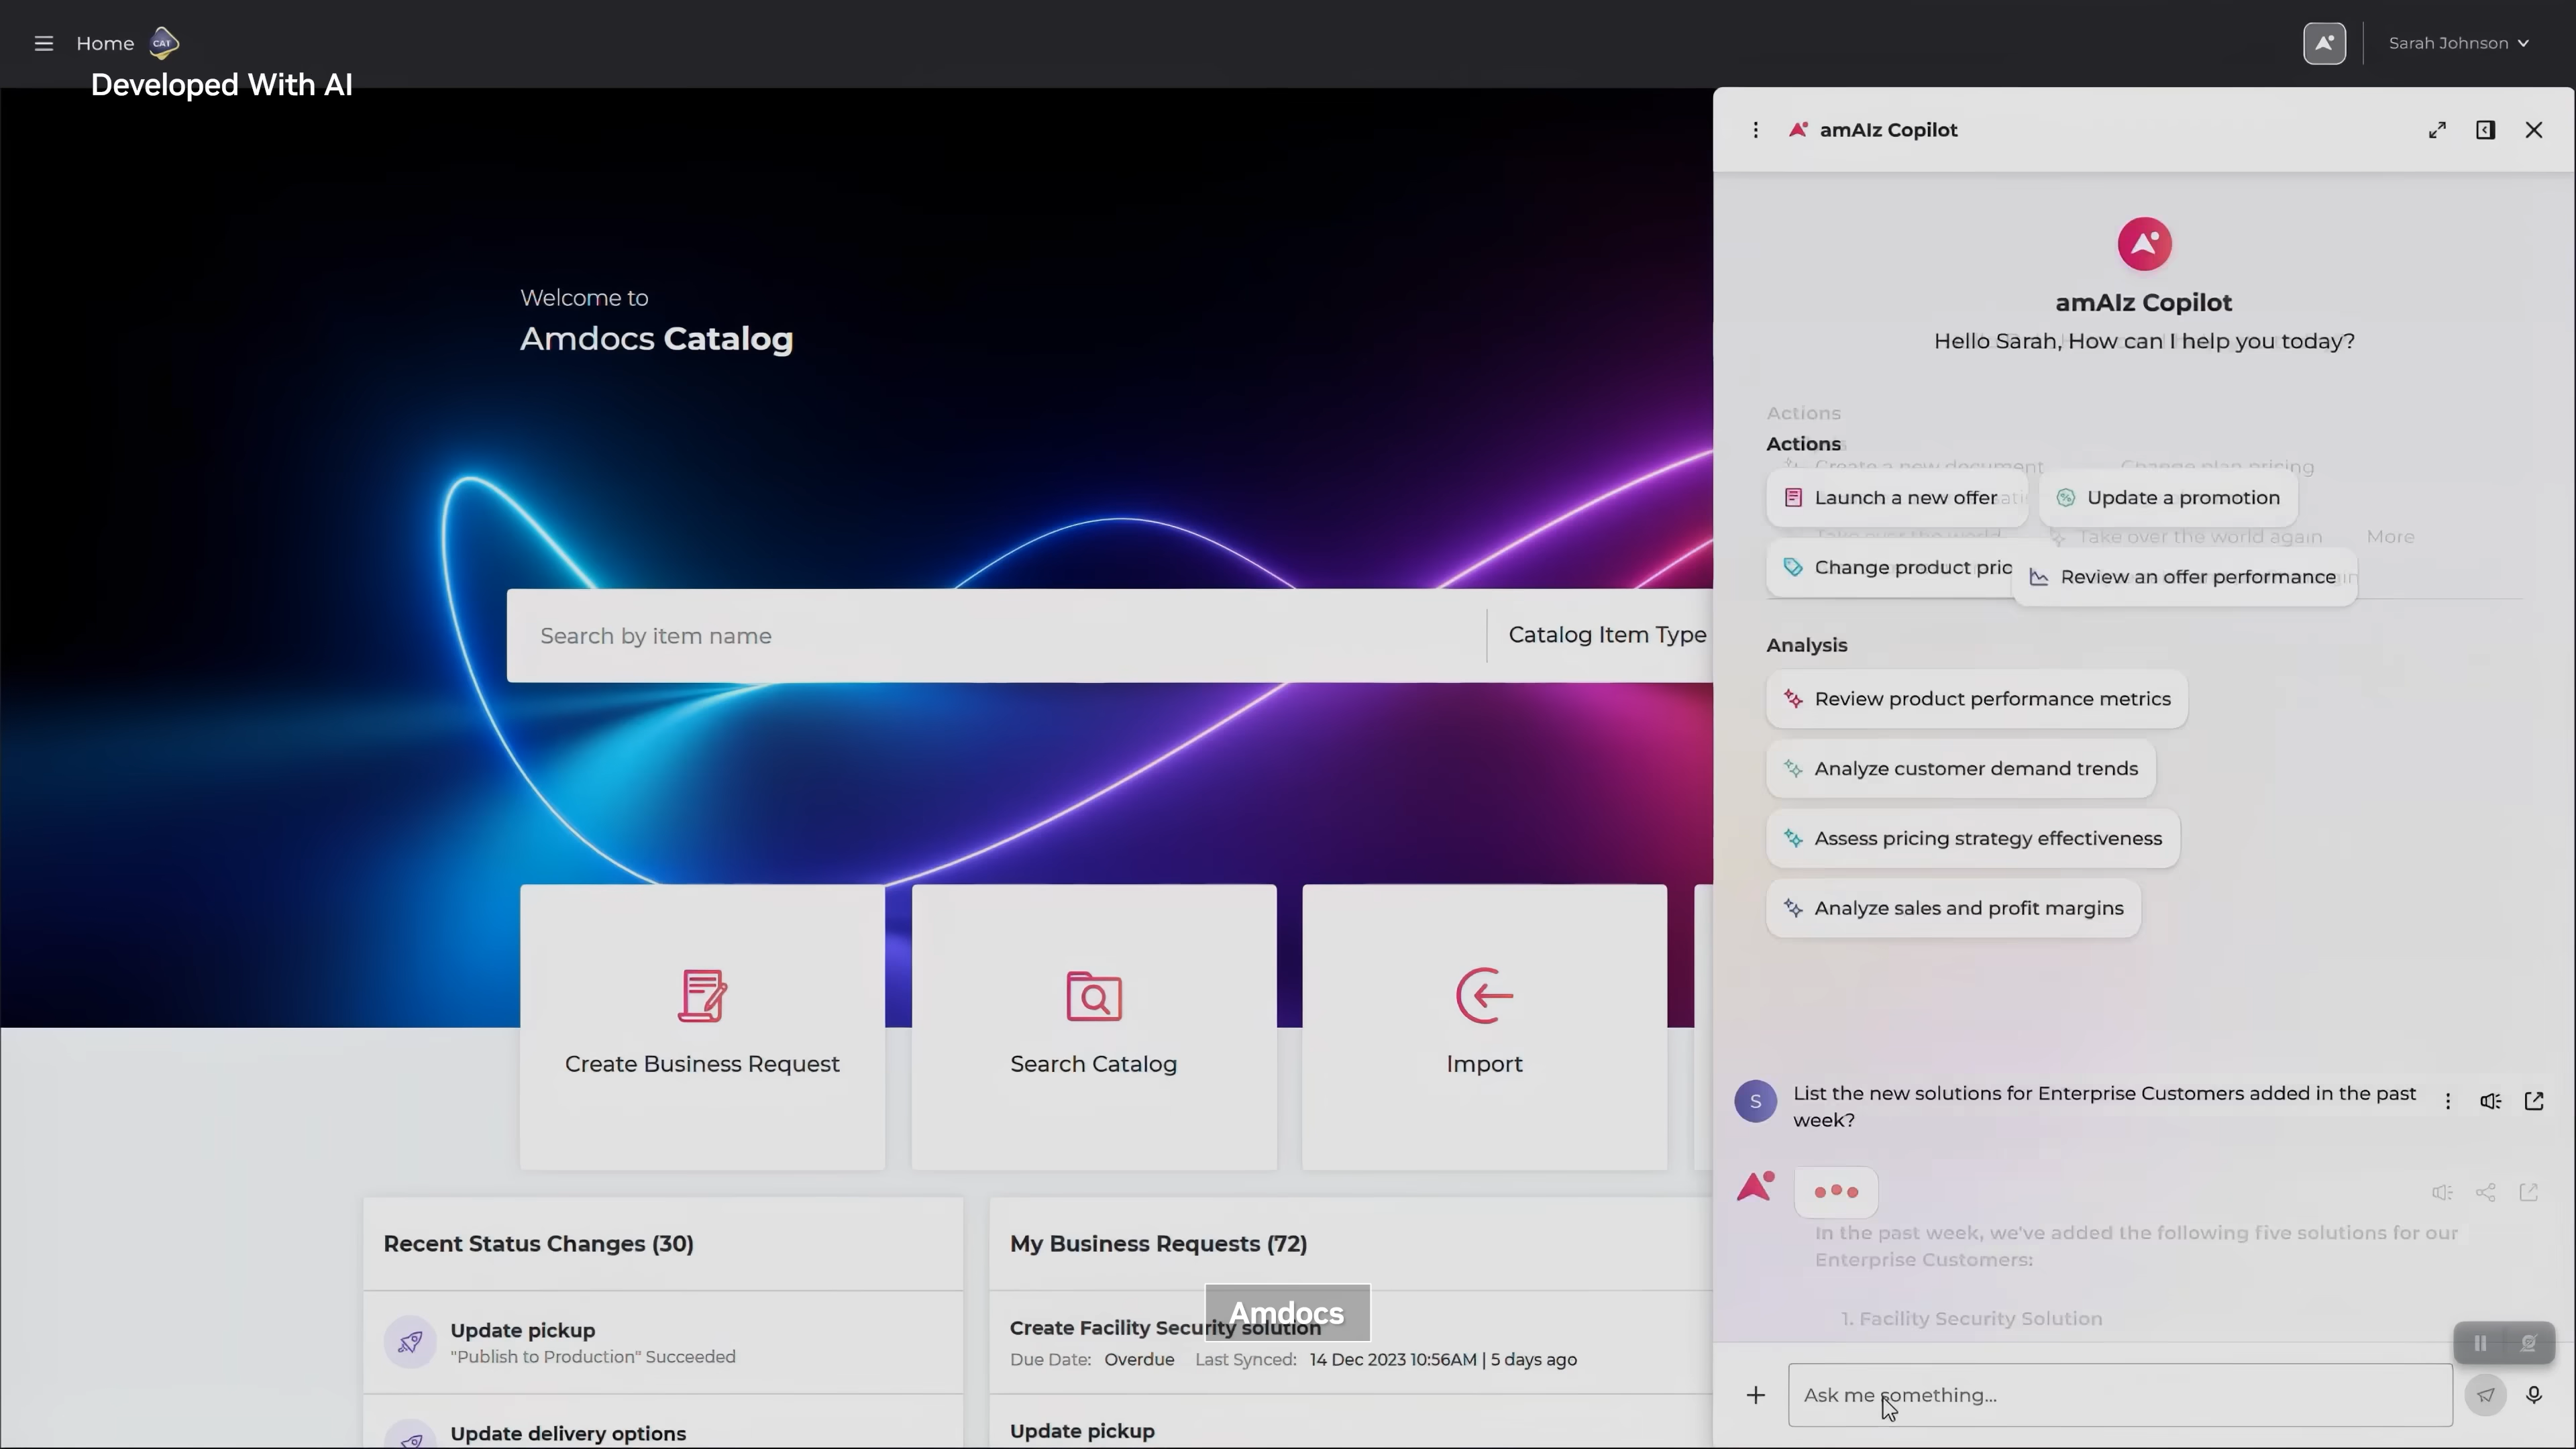 Home
CAT
Sarah Johnson
Developed With AI
amAIz Copilot
amAIz Copilot
Hello Sarah, How can I help you today?
Welcome to
Amdocs Catalog
Actions
Actions
Create a new document
Change plan pricing
Launch a new offer
Update a promotion
Take over the world
Take over the world again
More
Change product pric
Review an offer performance
Search by item name
Catalog Item Type
Analysis
Review product performance metrics
Analyze customer demand trends
Assess pricing strategy effectiveness
Analyze sales and profit margins
Create Business Request
Search Catalog
Import
S
List the new solutions for Enterprise Customers added in the past
week?
In the past week, we've added the following five solutions for our
Enterprise Customers:
1. Facility Security Solution
Recent Status Changes (30)
Update pickup
"Publish to Production" Succeeded
Update delivery options
My Business Requests (72)
Amdocs
Create Facility Security solution
Due Date: Overdue Last Synced: 14 Dec 2023 10:56AM | 5 days ago
Update pickup
Ask me something...